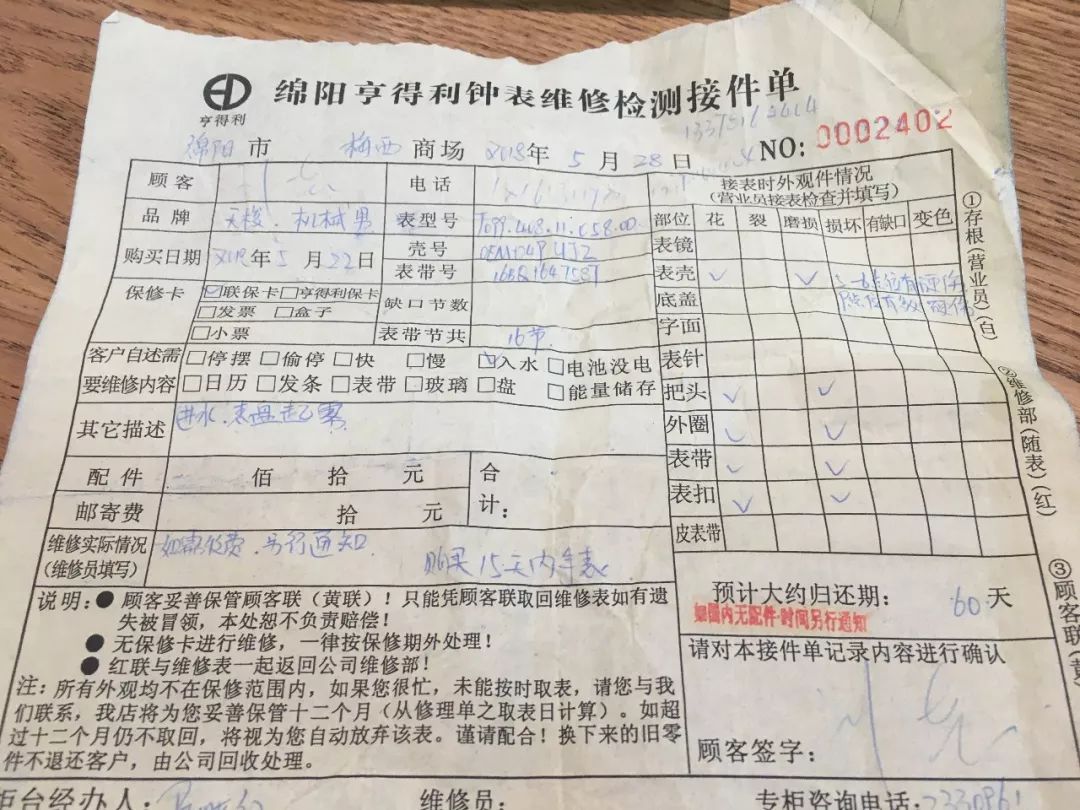 亨得利
绵阳亨得利钟表维修检测接件单
绵阳市 梅西商场 2018年5月28日 NO: 0002402
顾客 电话 接表时外观件情况
(营业员接表检查并填写)
品牌 天梭.机械男 表型号 T099.408.11.058.00 部位 花 裂 磨损 损坏 有缺口 变色
购买日期 2018年5月22日 壳号 表镜
表带号 表壳 ✓ ✓
保修卡 ☑联保卡□亨得利保卡 缺口节数 底盖
□发票 □盒子
□小票 表带节共 16节 字面
客户自述需 □停摆 □偷停 □快 □慢 ☑入水 □电池没电 表针
要维修内容 □日历 □发条 □表带 □玻璃 □盘 □能量储存 把头 ✓ ✓
其它描述 进水.表盘起雾 外圈 ✓ ✓
表带 ✓ ✓
配件 佰 拾 元 合计: 表扣 ✓ ✓
邮寄费 拾 元 皮表带
维修实际情况 如需收费.另行通知
(维修员填写) 购买15天内车表
预计大约归还期: 60天
如国内无配件·时间另行通知
说明:●顾客妥善保管顾客联(黄联)!只能凭顾客联取回维修表如有遗
失被冒领,本处恕不负责赔偿!
●无保修卡进行维修,一律按保修期外处理!
●红联与维修表一起返回公司维修部!
注:所有外观均不在保修范围内,如果您很忙,未能按时取表,请您与我
们联系,我店将为您妥善保管十二个月(从修理单之取表日计算)。如超
过十二个月仍不取回,将视为您自动放弃该表。谨请配合!换下来的旧零
件不退还客户,由公司回收处理。
请对本接件单记录内容进行确认
顾客签字:
柜台经办人: 维修员: 专柜咨询电话:
①存根(营业员)(白)
②维修部(随表)(红)
③顾客联(黄)